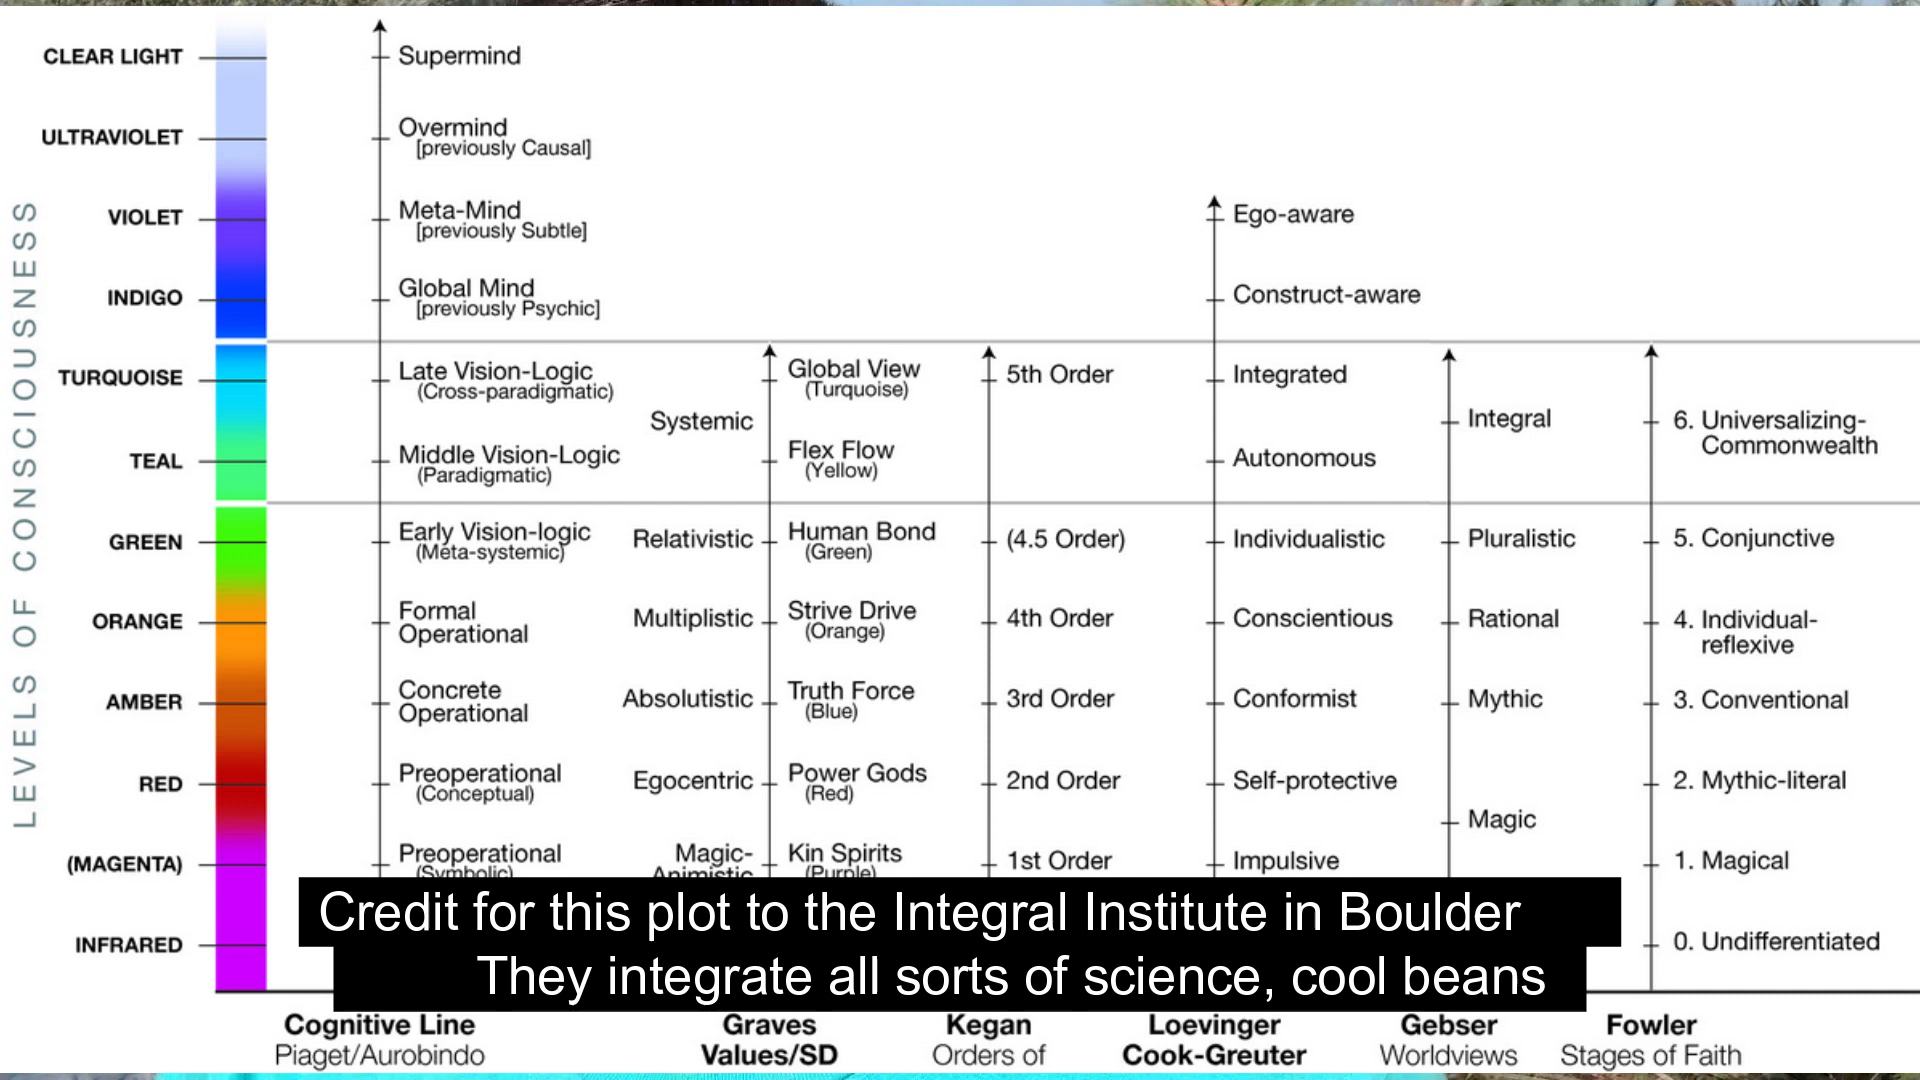 LEVELS OF CONSCIOUSNESS
CLEAR LIGHT
ULTRAVIOLET
VIOLET
INDIGO
TURQUOISE
TEAL
GREEN
ORANGE
AMBER
RED
(MAGENTA)
INFRARED
Supermind
Overmind
[previously Causal]
Meta-Mind
[previously Subtle]
Global Mind
[previously Psychic]
Late Vision-Logic
(Cross-paradigmatic)
Middle Vision-Logic
(Paradigmatic)
Early Vision-logic
(Meta-systemic)
Formal
Operational
Concrete
Operational
Preoperational
(Conceptual)
Preoperational
(Symbolic)
Cognitive Line
Piaget/Aurobindo
Systemic
Relativistic
Multiplistic
Absolutistic
Egocentric
Magic-
Animistic
Global View
(Turquoise)
Flex Flow
(Yellow)
Human Bond
(Green)
Strive Drive
(Orange)
Truth Force
(Blue)
Power Gods
(Red)
Kin Spirits
(Purple)
Graves
Values/SD
5th Order
(4.5 Order)
4th Order
3rd Order
2nd Order
1st Order
Kegan
Orders of
Ego-aware
Construct-aware
Integrated
Autonomous
Individualistic
Conscientious
Conformist
Self-protective
Impulsive
Loevinger
Cook-Greuter
Integral
Pluralistic
Rational
Mythic
Magic
Gebser
Worldviews
6. Universalizing-
Commonwealth
5. Conjunctive
4. Individual-
reflexive
3. Conventional
2. Mythic-literal
1. Magical
0. Undifferentiated
Fowler
Stages of Faith
Credit for this plot to the Integral Institute in Boulder
They integrate all sorts of science, cool beans